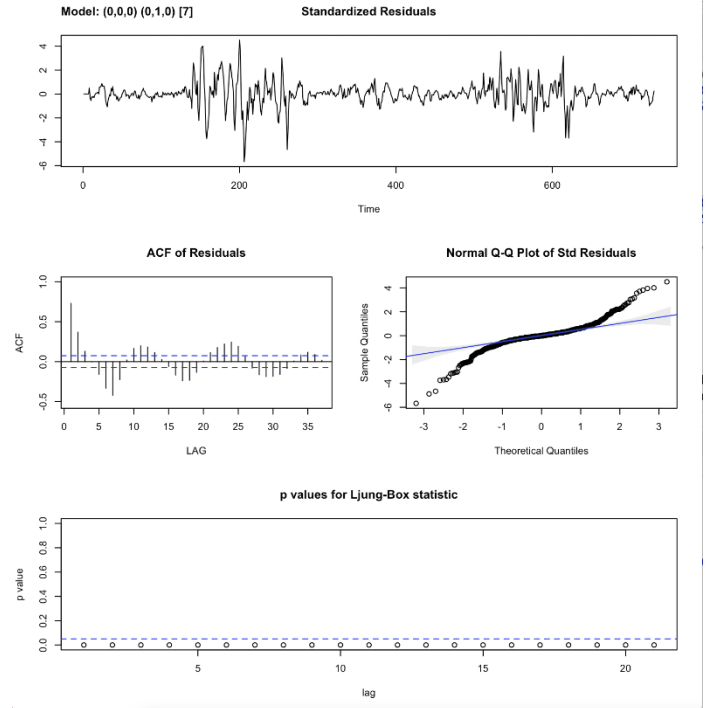 Model: (0,0,0) (0,1,0) [7] Standardized Residuals
4
2
0
-2
-4
-6
0 200 400 600
Time
ACF of Residuals
1.0
0.5
0.0
-0.5
ACF
0 5 10 15 20 25 30 35
LAG
Normal Q-Q Plot of Std Residuals
4
2
0
-2
-4
-6
Sample Quantiles
-3 -2 -1 0 1 2 3
Theoretical Quantiles
p values for Ljung-Box statistic
1.0
0.8
0.6
0.4
0.2
0.0
p value
5 10 15 20
lag